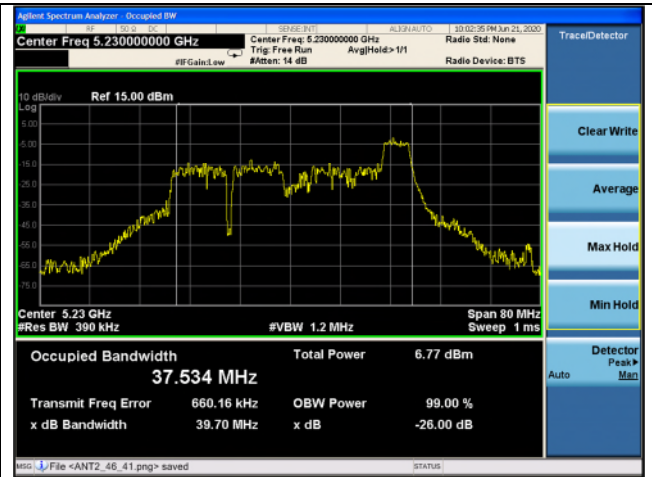 Agilent Spectrum Analyzer - Occupied BW
RF 50 Ω DC SENSE:INT ALIGN AUTO 10:02:35 PM Jun 21, 2020
Center Freq 5.230000000 GHz
Center Freq: 5.230000000 GHz
Radio Std: None
Trig: Free Run Avg|Hold:>1/1
#IFGain:Low #Atten: 14 dB Radio Device: BTS
Trace/Detector
10 dB/div Ref 15.00 dBm
Log
5.00
-5.00
-15.0
-25.0
-35.0
-45.0
-55.0
-65.0
-75.0
Clear Write
Average
Max Hold
Min Hold
Center 5.23 GHz Span 80 MHz
#Res BW 390 kHz #VBW 1.2 MHz Sweep 1 ms
Occupied Bandwidth Total Power 6.77 dBm
37.534 MHz
Transmit Freq Error 660.16 kHz OBW Power 99.00 %
x dB Bandwidth 39.70 MHz x dB -26.00 dB
Detector
Peak▶
Auto Man
MSG File <ANT2_46_41.png> saved STATUS